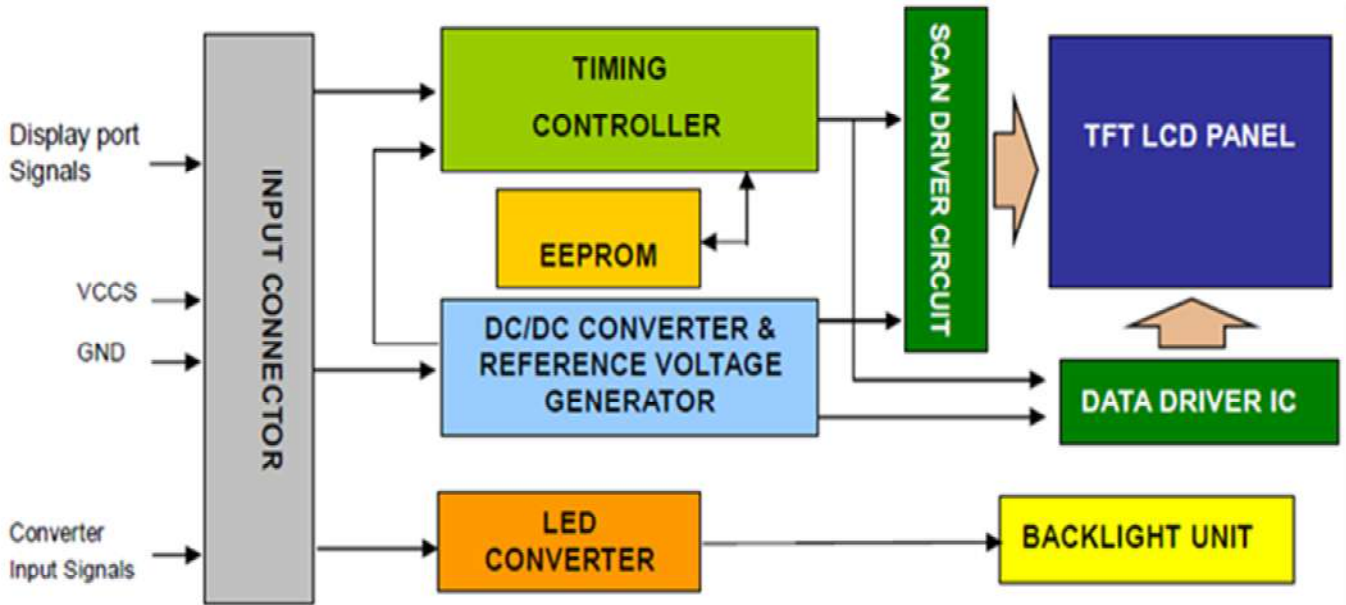 Display port
Signals
VCCS
GND
Converter
Input Signals
INPUT CONNECTOR
TIMING
CONTROLLER
EEPROM
DC/DC CONVERTER &
REFERENCE VOLTAGE
GENERATOR
LED
CONVERTER
SCAN DRIVER CIRCUIT
TFT LCD PANEL
DATA DRIVER IC
BACKLIGHT UNIT